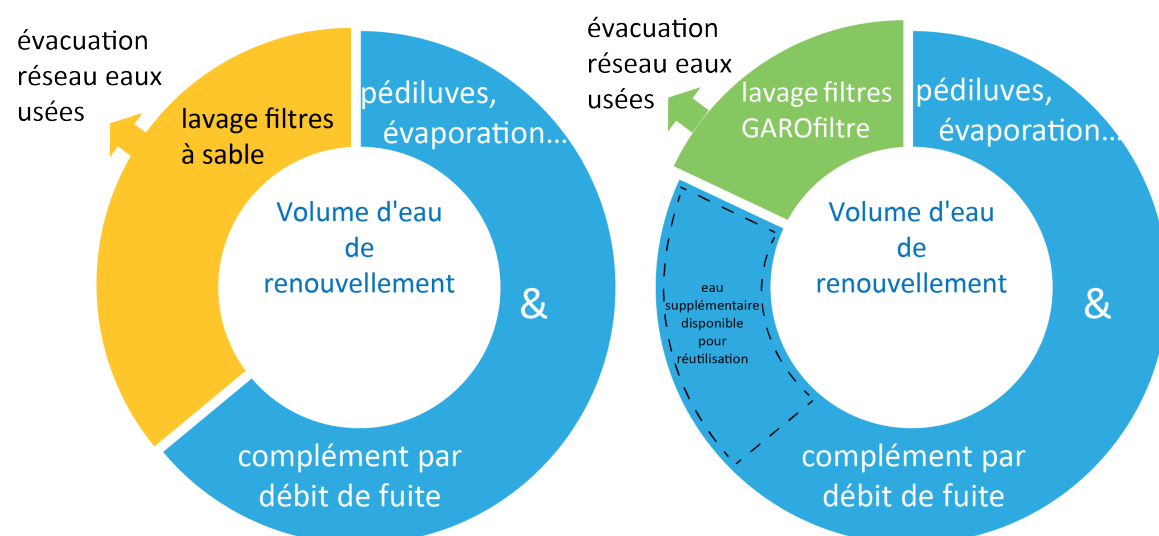 évacuation
réseau eaux
usées
lavage filtres
à sable
pédiluves,
évaporation...
Volume d'eau
de
renouvellement
&
complément par
débit de fuite
évacuation
réseau eaux
usées
lavage filtres
GAROfiltre
pédiluves,
évaporation...
Volume d'eau
de
renouvellement
&
eau
supplémentaire
disponible
pour
réutilisation
complément par
débit de fuite